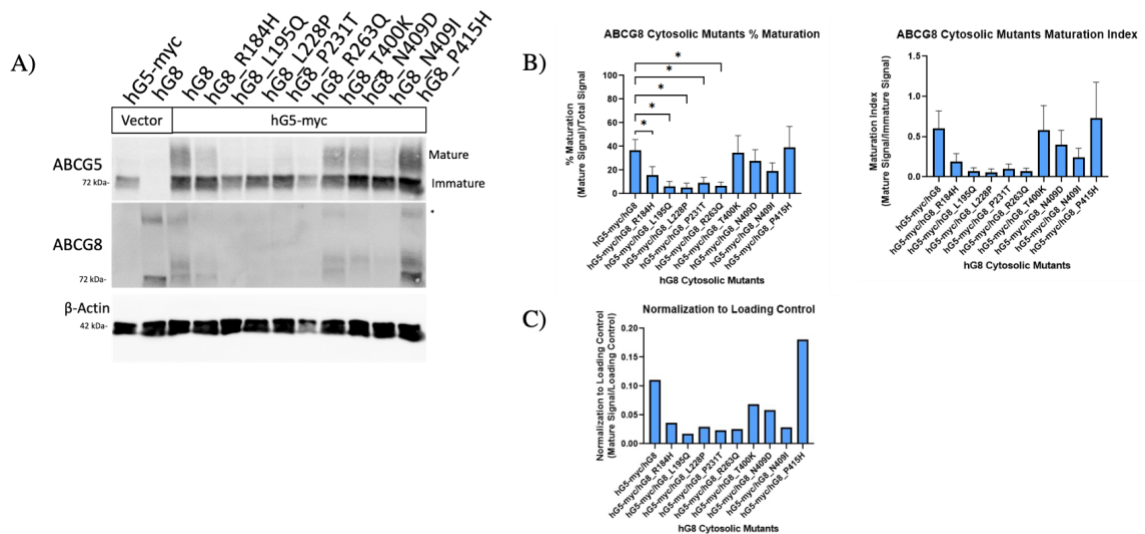 A)
hG5-myc
hG8
hG8
hG8_R184H
hG8_L195Q
hG8_L228P
hG8_P231T
hG8_R263Q
hG8_T400K
hG8_N409D
hG8_N409I
hG8_P415H
Vector
hG5-myc
ABCG5
Mature
72 kDa-
Immature
ABCG8
*
72 kDa-
β-Actin
42 kDa-
B)
ABCG8 Cytosolic Mutants % Maturation
% Maturation
(Mature Signal)/Total Signal)
100
80
60
40
20
0
*
*
*
*
*
hG5-myc/hG8
hG5-myc/hG8_R184H
hG5-myc/hG8_L195Q
hG5-myc/hG8_L228P
hG5-myc/hG8_P231T
hG5-myc/hG8_R263Q
hG5-myc/hG8_T400K
hG5-myc/hG8_N409D
hG5-myc/hG8_N409I
hG5-myc/hG8_P415H
hG8 Cytosolic Mutants
ABCG8 Cytosolic Mutants Maturation Index
Maturation Index
(Mature Signal/Immature Signal)
1.5
1.0
0.5
0.0
hG5-myc/hG8
hG5-myc/hG8_R184H
hG5-myc/hG8_L195Q
hG5-myc/hG8_L228P
hG5-myc/hG8_P231T
hG5-myc/hG8_R263Q
hG5-myc/hG8_T400K
hG5-myc/hG8_N409D
hG5-myc/hG8_N409I
hG5-myc/hG8_P415H
hG8 Cytosolic Mutants
C)
Normalization to Loading Control
Normalization to Loading Control
(Mature Signal/Loading Control)
0.20
0.15
0.10
0.05
0.00
hG5-myc/hG8
hG5-myc/hG8_R184H
hG5-myc/hG8_L195Q
hG5-myc/hG8_L228P
hG5-myc/hG8_P231T
hG5-myc/hG8_R263Q
hG5-myc/hG8_T400K
hG5-myc/hG8_N409D
hG5-myc/hG8_N409I
hG5-myc/hG8_P415H
hG8 Cytosolic Mutants